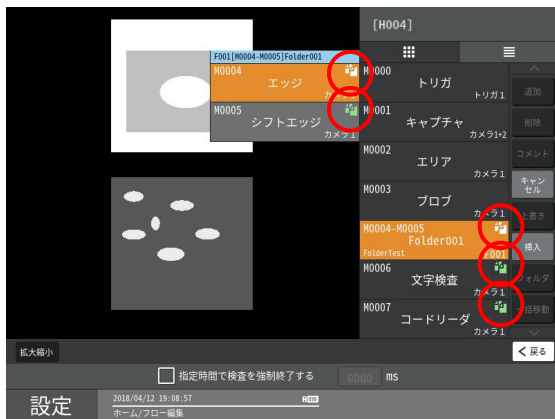 [H004]
F001[M0004-M0005]Folder001
M0004
エッジ
M0005
シフトエッジ
カメラ1
M0000
トリガ
トリガ1
M0001
キャプチャ
カメラ1+2
M0002
エリア
カメラ1
M0003
ブロブ
カメラ1
M0004-M0005
Folder001
FolderTest
F001
M0006
文字検査
カメラ1
M0007
コードリーダ
カメラ1
追加
削除
コメント
キャン
セル
上書き
挿入
フォルダ
一括移動
拡大縮小
戻る
指定時間で検査を強制終了する
0000 ms
設定
2018/04/12 19:08:57
ホーム/フロー編集